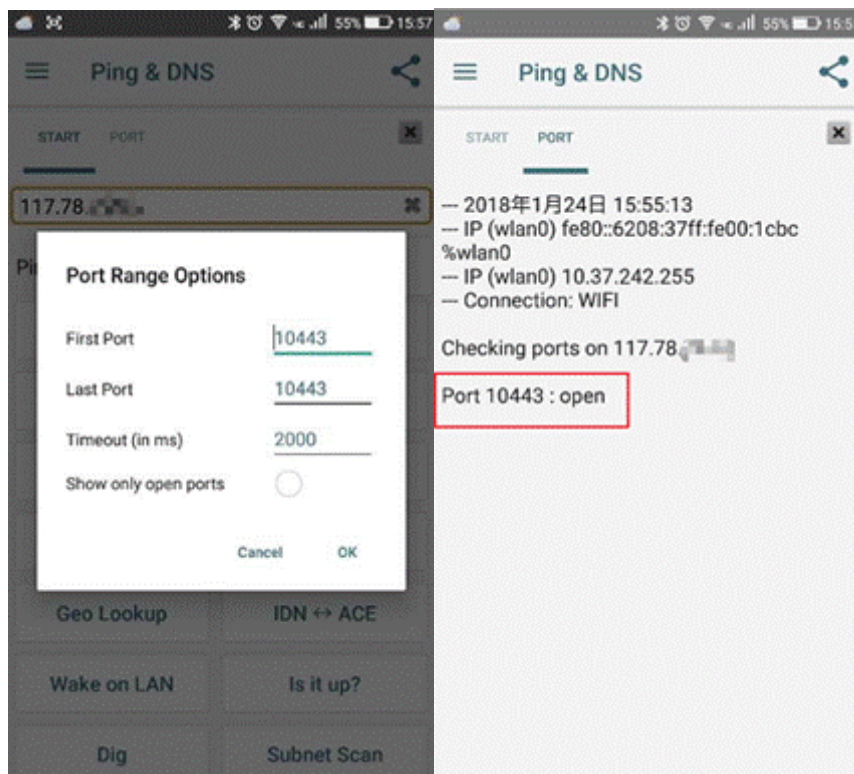 55% 15:57
Ping & DNS
START PORT
117.78.
Port Range Options
First Port 10443
Last Port 10443
Timeout (in ms) 2000
Show only open ports
Cancel OK
Geo Lookup IDN ↔ ACE
Wake on LAN Is it up?
Dig Subnet Scan
55% 15:5
Ping & DNS
START PORT
--- 2018年1月24日 15:55:13
--- IP (wlan0) fe80::6208:37ff:fe00:1cbc
%wlan0
--- IP (wlan0) 10.37.242.255
--- Connection: WIFI
Checking ports on 117.78.
Port 10443 : open